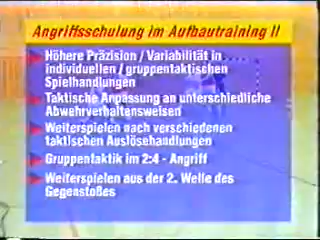 Angriffsschulung im Aufbautraining II
Höhere Präzision / Variabilität in
individuellen / gruppentaktischen
Spielhandlungen
Taktische Anpassung an unterschiedliche
Abwehrverhaltensweisen
Weiterspielen nach verschiedenen
taktischen Auslösehandlungen
Gruppentaktik im 2:4 - Angriff
Weiterspielen aus der 2. Welle des
Gegenstoßes